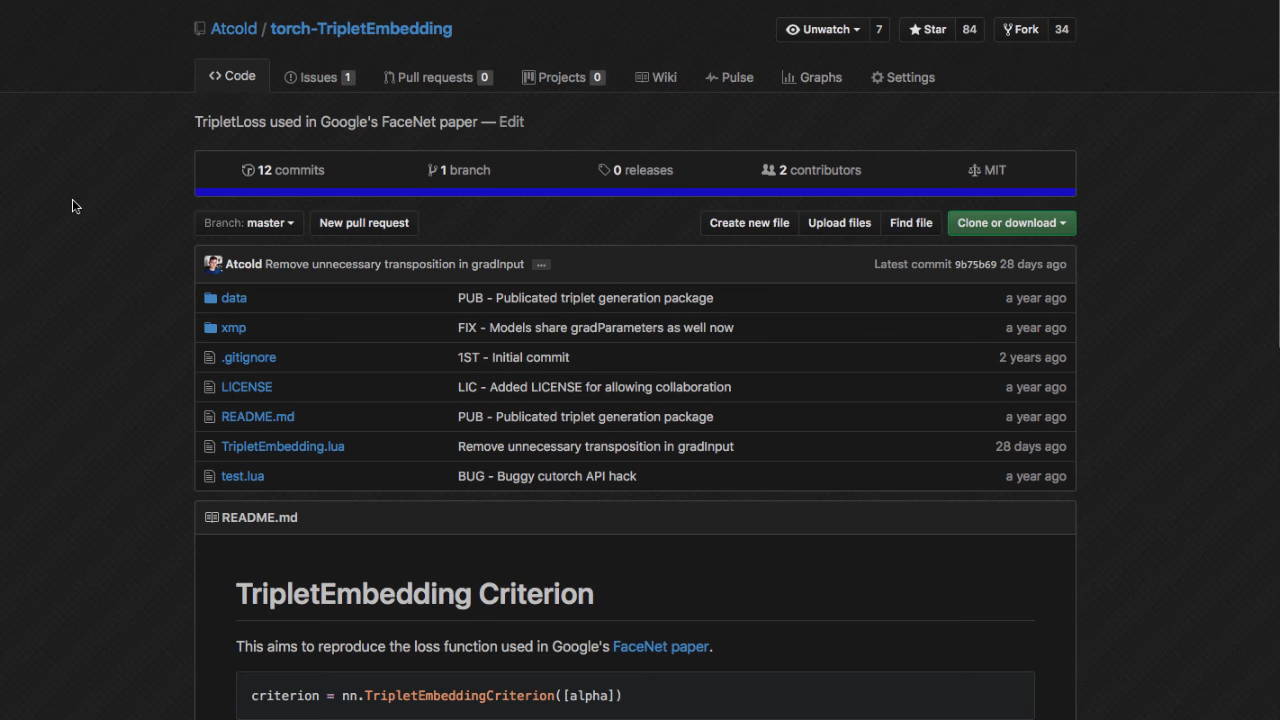 Atcold / torch-TripletEmbedding
Unwatch 7 Star 84 Fork 34
Code Issues 1 Pull requests 0 Projects 0 Wiki Pulse Graphs Settings
TripletLoss used in Google's FaceNet paper — Edit
12 commits 1 branch 0 releases 2 contributors MIT
Branch: master New pull request Create new file Upload files Find file Clone or download
Atcold Remove unnecessary transposition in gradInput ... Latest commit 9b75b69 28 days ago
data PUB - Publicated triplet generation package a year ago
xmp FIX - Models share gradParameters as well now a year ago
.gitignore 1ST - Initial commit 2 years ago
LICENSE LIC - Added LICENSE for allowing collaboration a year ago
README.md PUB - Publicated triplet generation package a year ago
TripletEmbedding.lua Remove unnecessary transposition in gradInput 28 days ago
test.lua BUG - Buggy cutorch API hack a year ago
README.md
TripletEmbedding Criterion
This aims to reproduce the loss function used in Google's FaceNet paper.
criterion = nn.TripletEmbeddingCriterion([alpha])